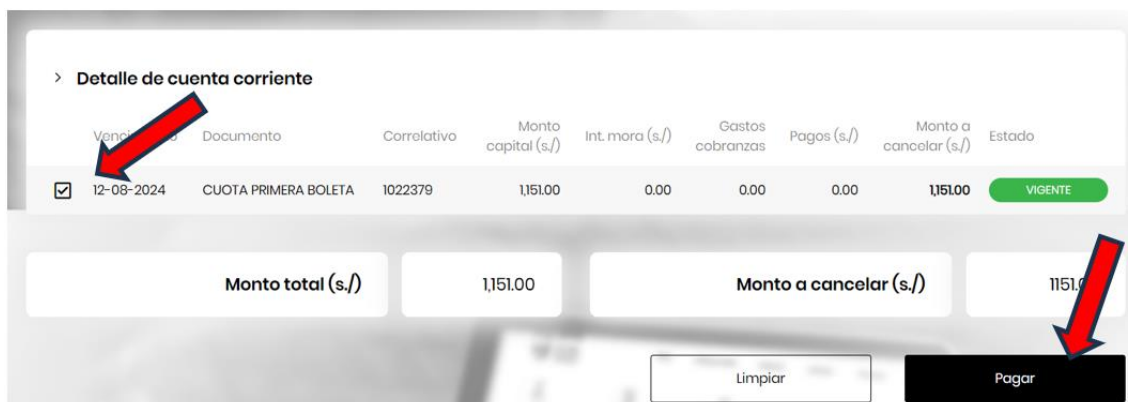 > Detalle de cuenta corriente
Documento Correlativo Monto capital (s./) Int. mora (s./) Gastos cobranzas Pagos (s./) Monto a cancelar (s./) Estado
12-08-2024 CUOTA PRIMERA BOLETA 1022379 1,151.00 0.00 0.00 0.00 1,151.00 VIGENTE
Monto total (s./) 1,151.00 Monto a cancelar (s./)
Limpiar Pagar